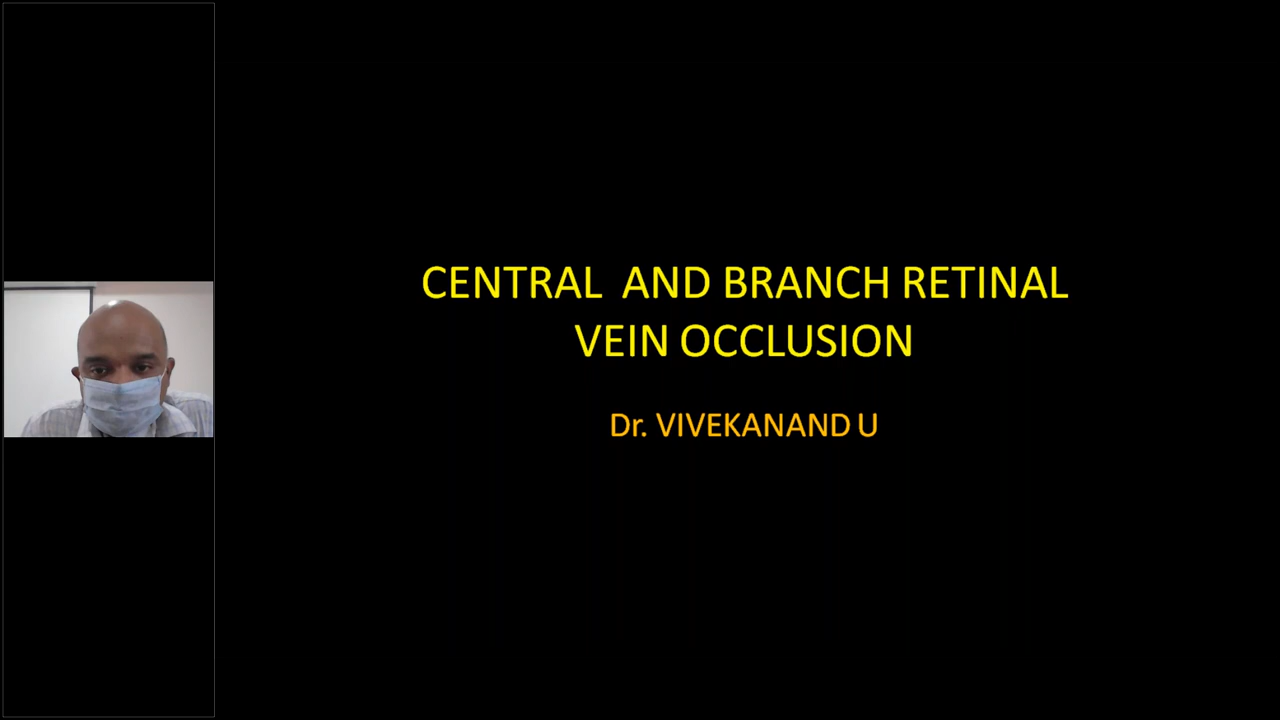 CENTRAL AND BRANCH RETINAL
VEIN OCCLUSION
Dr. VIVEKANAND U